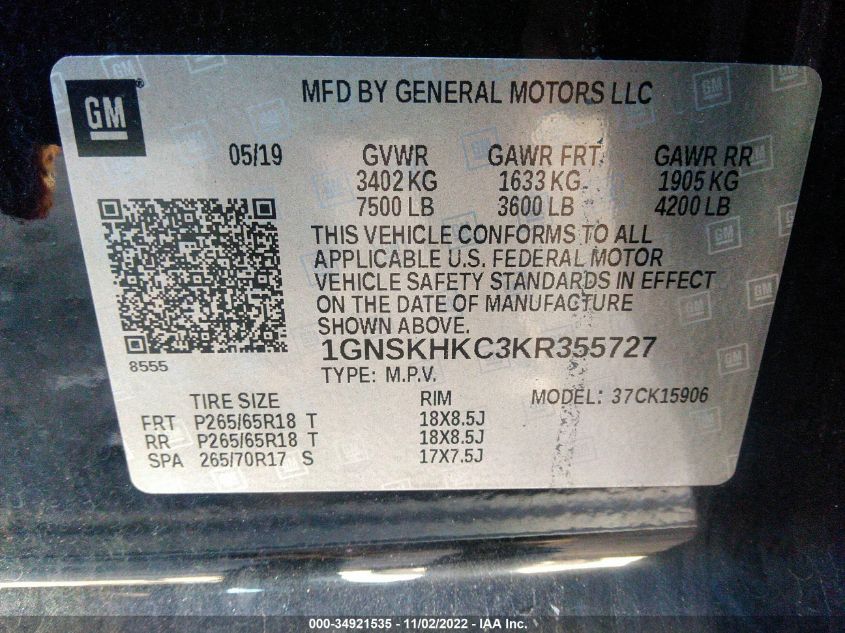 GM
MFD BY GENERAL MOTORS LLC
05/19 GVWR GAWR FRT. GAWR RR
3402 KG 1633 KG 1905 KG
7500 LB 3600 LB 4200 LB
THIS VEHICLE CONFORMS TO ALL
APPLICABLE U.S. FEDERAL MOTOR
VEHICLE SAFETY STANDARDS IN EFFECT
ON THE DATE OF MANUFACTURE
SHOWN ABOVE.
8555
1GNSKHKC3KR355727
TYPE: M.P.V.
TIRE SIZE RIM MODEL: 37CK15906
FRT P265/65R18 T 18X8.5J
RR P265/65R18 T 18X8.5J
SPA 265/70R17 S 17X7.5J
000-34921535 - 11/02/2022 - IAA Inc.